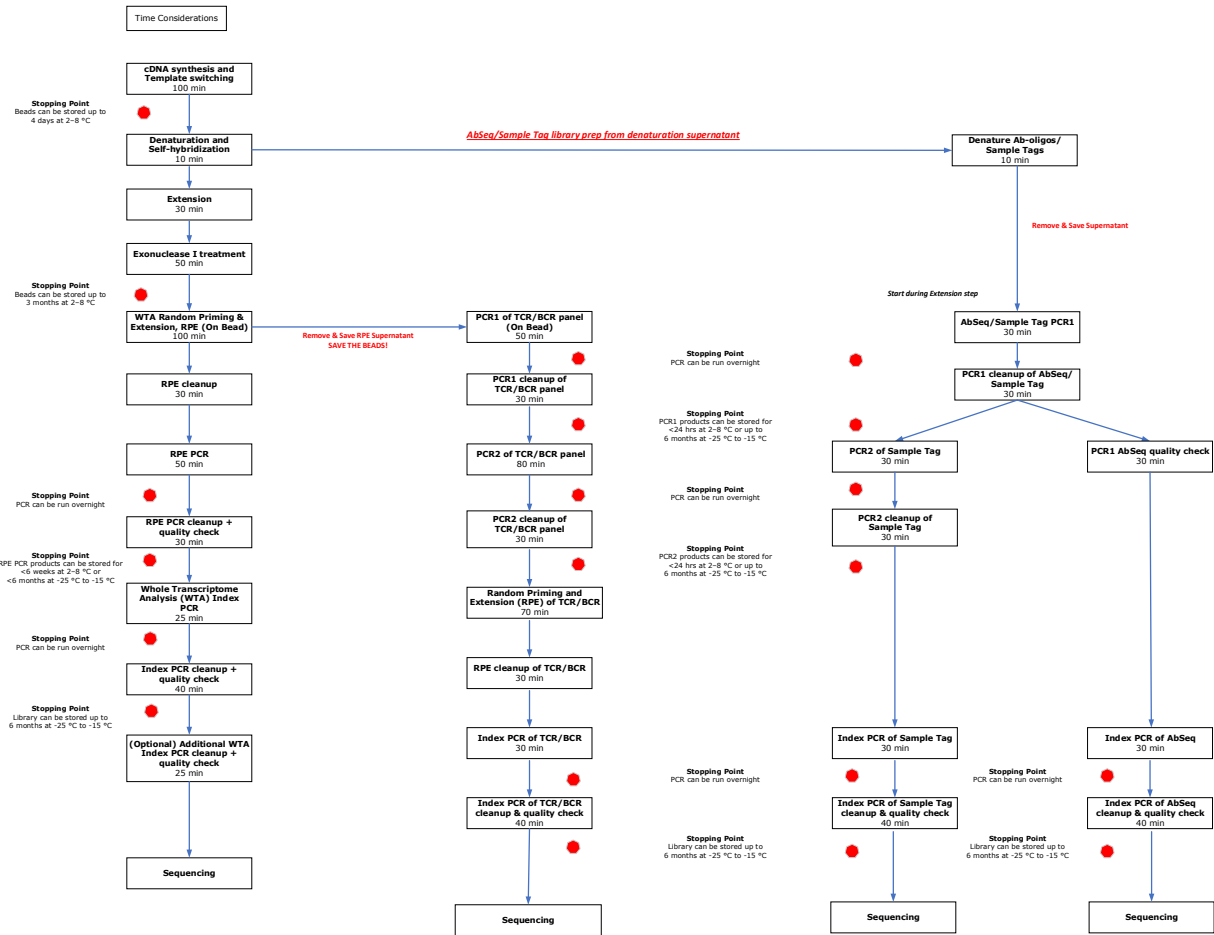 Time Considerations
cDNA synthesis and
Template switching
100 min
Stopping Point
Beads can be stored up to
4 days at 2–8 °C
Denaturation and
Self-hybridization
10 min
AbSeq/Sample Tag library prep from denaturation supernatant
Denature Ab-oligos/
Sample Tags
10 min
Extension
30 min
Remove & Save Supernatant
Exonuclease I treatment
50 min
Stopping Point
Beads can be stored up to
3 months at 2–8 °C
Start during Extension step
WTA Random Priming &
Extension, RPE (On Bead)
100 min
Remove & Save RPE Supernatant
SAVE THE BEADS!
PCR1 of TCR/BCR panel
(On Bead)
50 min
AbSeq/Sample Tag PCR1
30 min
Stopping Point
PCR can be run overnight
RPE cleanup
30 min
PCR1 cleanup of
TCR/BCR panel
30 min
PCR1 cleanup of AbSeq/
Sample Tag
30 min
Stopping Point
PCR1 products can be stored for
<24 hrs at 2–8 °C or up to
6 months at -25 °C to -15 °C
RPE PCR
50 min
PCR2 of TCR/BCR panel
80 min
PCR2 of Sample Tag
30 min
PCR1 AbSeq quality check
30 min
Stopping Point
PCR can be run overnight
Stopping Point
PCR can be run overnight
RPE PCR cleanup +
quality check
30 min
PCR2 cleanup of
TCR/BCR panel
30 min
PCR2 cleanup of
Sample Tag
30 min
Stopping Point
RPE PCR products can be stored for
<6 weeks at 2–8 °C or
<6 months at -25 °C to -15 °C
Stopping Point
PCR2 products can be stored for
<24 hrs at 2–8 °C or up to
6 months at -25 °C to -15 °C
Whole Transcriptome
Analysis (WTA) Index
PCR
25 min
Random Priming and
Extension (RPE) of TCR/BCR
70 min
Stopping Point
PCR can be run overnight
Index PCR cleanup +
quality check
40 min
RPE cleanup of TCR/BCR
30 min
Stopping Point
Library can be stored up to
6 months at -25 °C to -15 °C
(Optional) Additional WTA
Index PCR cleanup +
quality check
25 min
Index PCR of TCR/BCR
30 min
Index PCR of Sample Tag
30 min
Index PCR of AbSeq
30 min
Stopping Point
PCR can be run overnight
Stopping Point
PCR can be run overnight
Index PCR of TCR/BCR
cleanup & quality check
40 min
Index PCR of Sample Tag
cleanup & quality check
40 min
Index PCR of AbSeq
cleanup & quality check
40 min
Stopping Point
Library can be stored up to
6 months at -25 °C to -15 °C
Stopping Point
Library can be stored up to
6 months at -25 °C to -15 °C
Sequencing
Sequencing
Sequencing
Sequencing